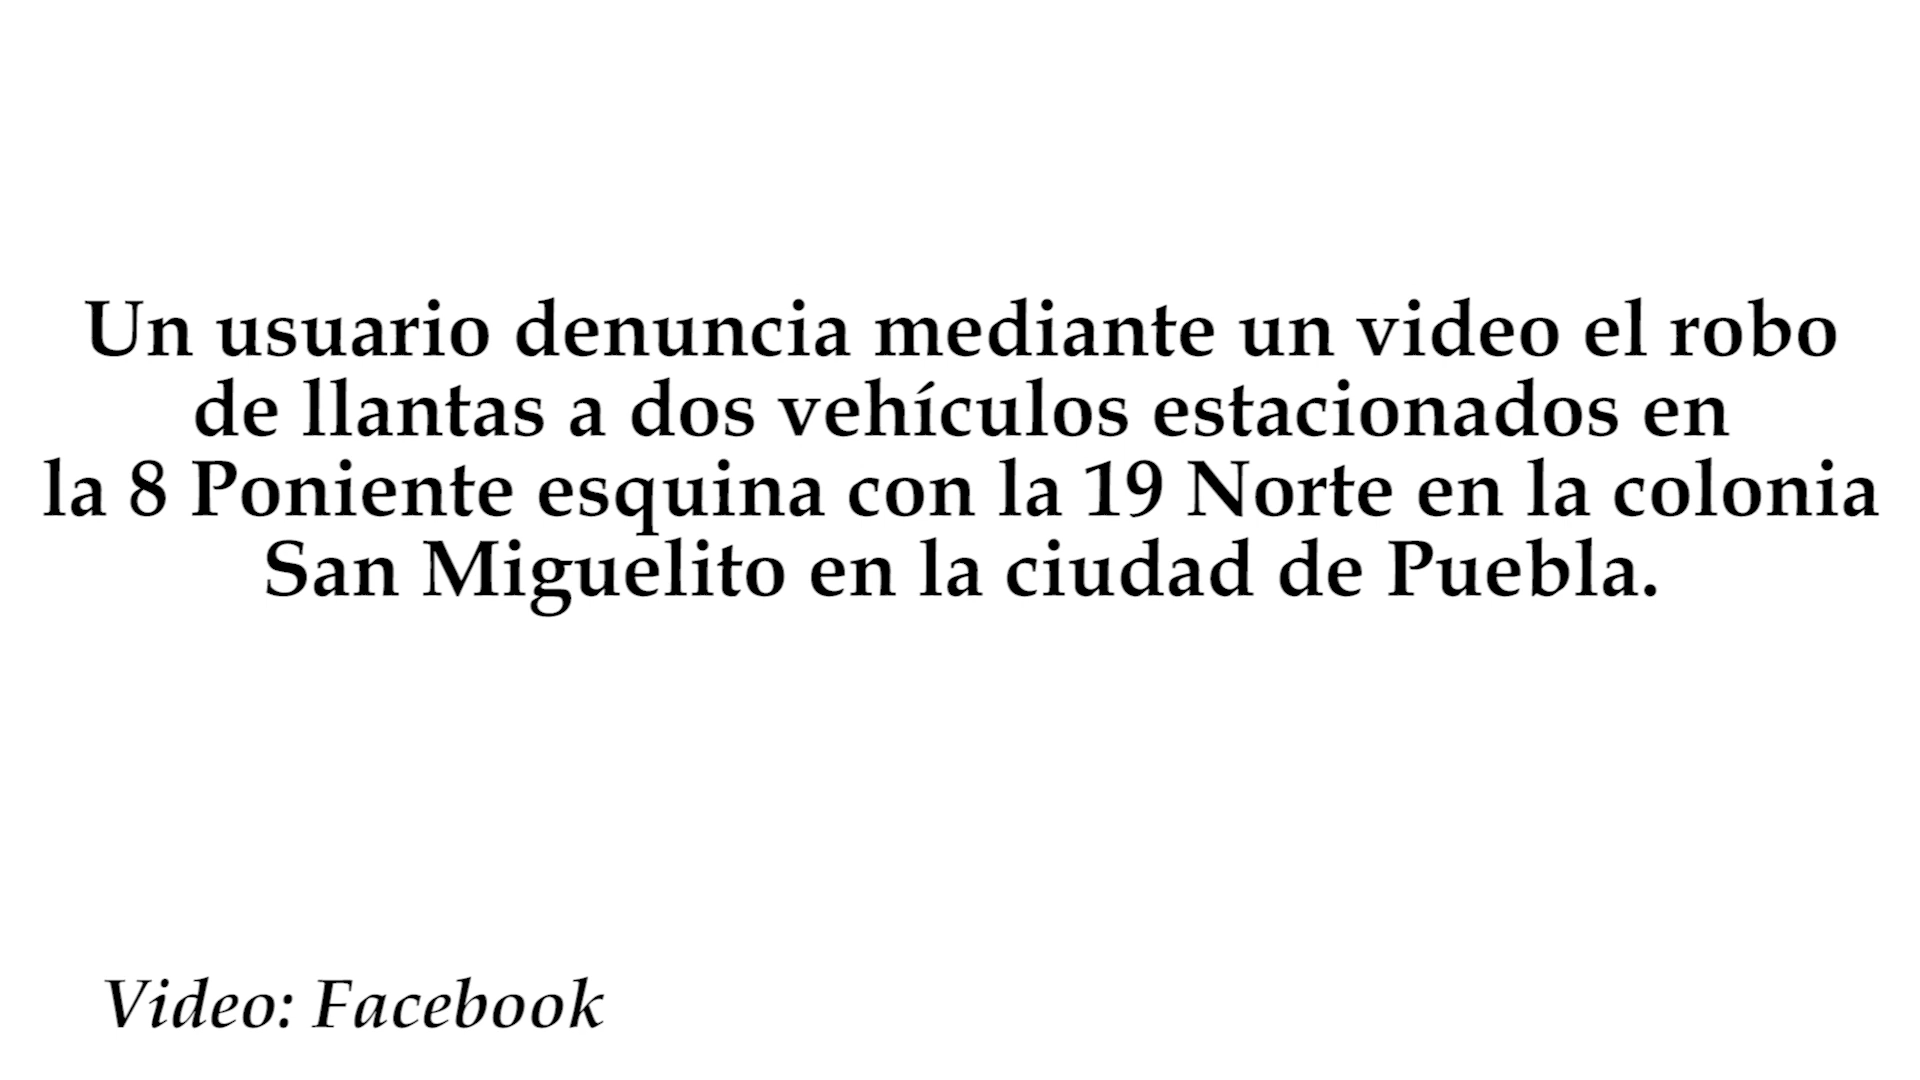 Un usuario denuncia mediante un video el robo
de llantas a dos vehículos estacionados en
la 8 Poniente esquina con la 19 Norte en la colonia
San Miguelito en la ciudad de Puebla.
Video: Facebook